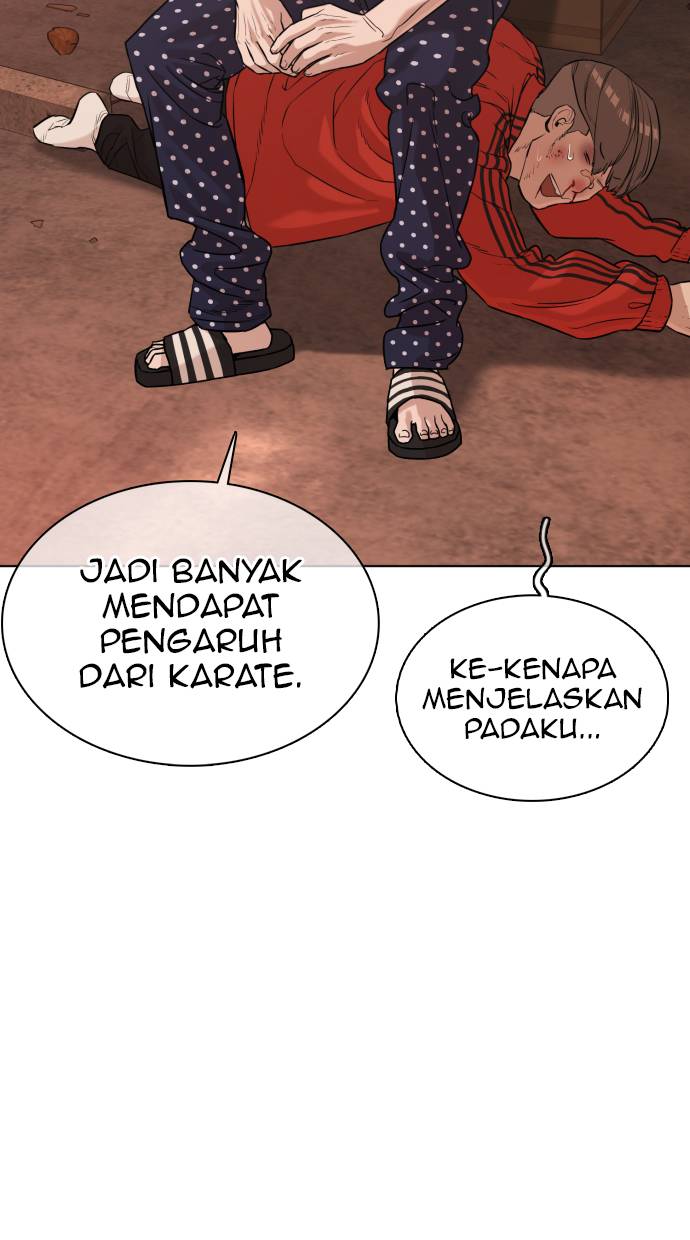 JADI BANYAK
MENDAPAT
PENGARUH
DARI KARATE.
KE-KENAPA
MENJELASKAN
PADAKU...